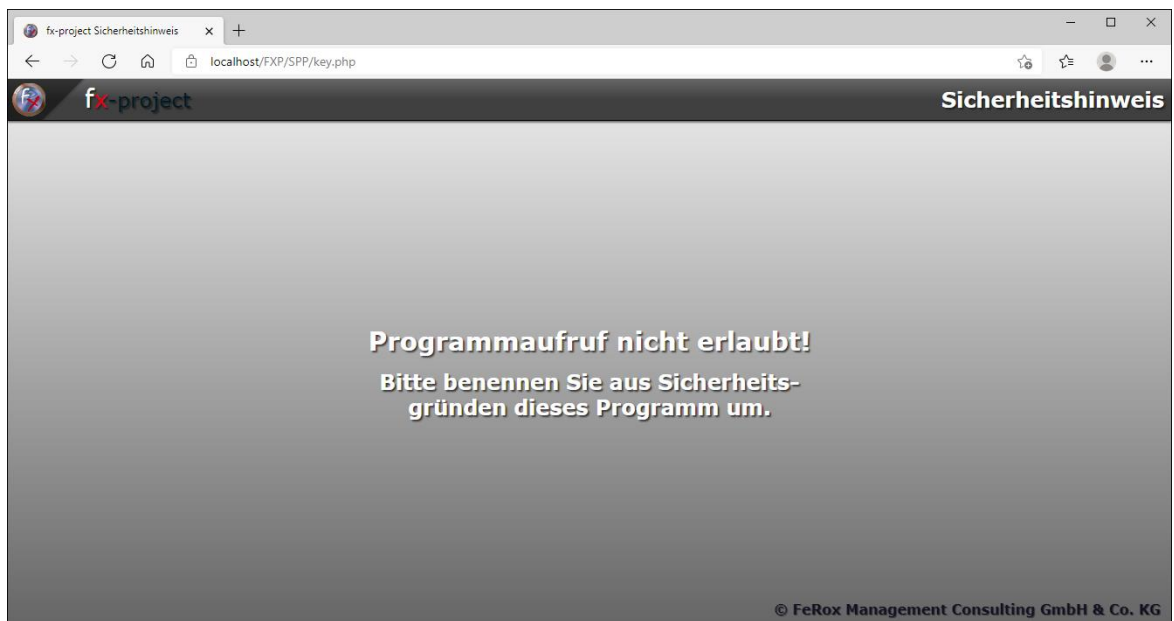 fx-project Sicherheitshinweis
localhost/FXP/SPP/key.php
fx-project
Sicherheitshinweis
Programmaufruf nicht erlaubt!
Bitte benennen Sie aus Sicherheits-
gründen dieses Programm um.
© FeRox Management Consulting GmbH & Co. KG